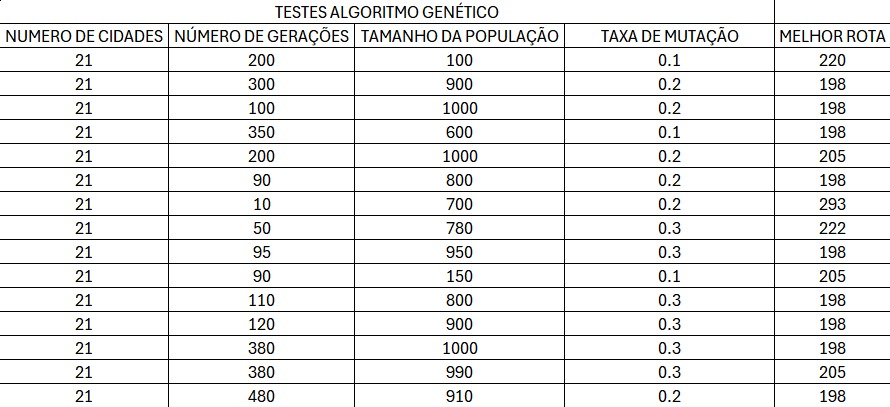 TESTES ALGORITMO GENÉTICO
NUMERO DE CIDADES NÚMERO DE GERAÇÕES TAMANHO DA POPULAÇÃO TAXA DE MUTAÇÃO MELHOR ROTA
21 200 100 0.1 220
21 300 900 0.2 198
21 100 1000 0.2 198
21 350 600 0.1 198
21 200 1000 0.2 205
21 90 800 0.2 198
21 10 700 0.2 293
21 50 780 0.3 222
21 95 950 0.3 198
21 90 150 0.1 205
21 110 800 0.3 198
21 120 900 0.3 198
21 380 1000 0.3 198
21 380 990 0.3 205
21 480 910 0.2 198